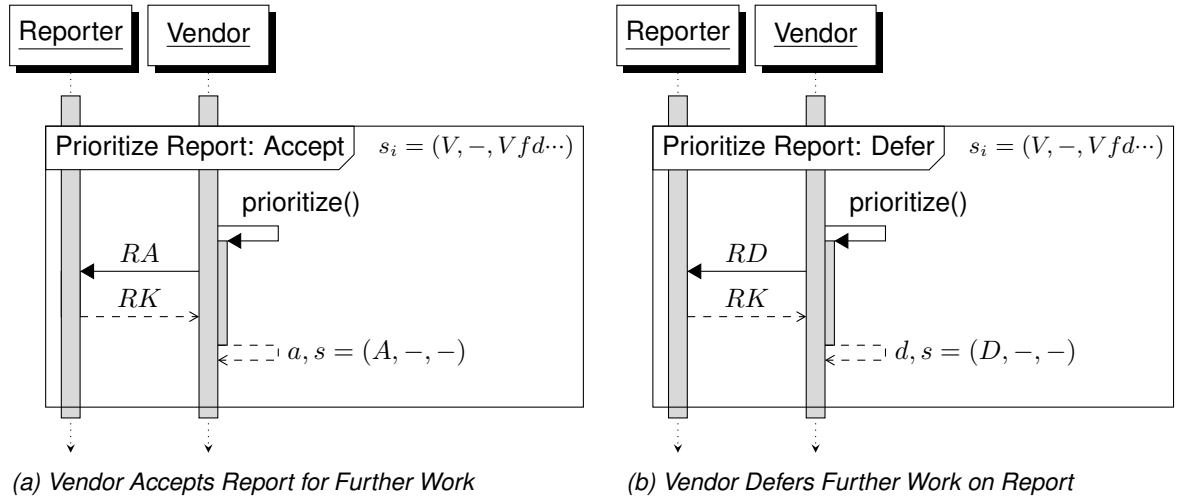 Reporter Vendor
Prioritize Report: Accept s_i = (V, −, Vfd···)
prioritize()
RA
RK
a, s = (A, −, −)
(a) Vendor Accepts Report for Further Work
Reporter Vendor
Prioritize Report: Defer s_i = (V, −, Vfd···)
prioritize()
RD
RK
d, s = (D, −, −)
(b) Vendor Defers Further Work on Report